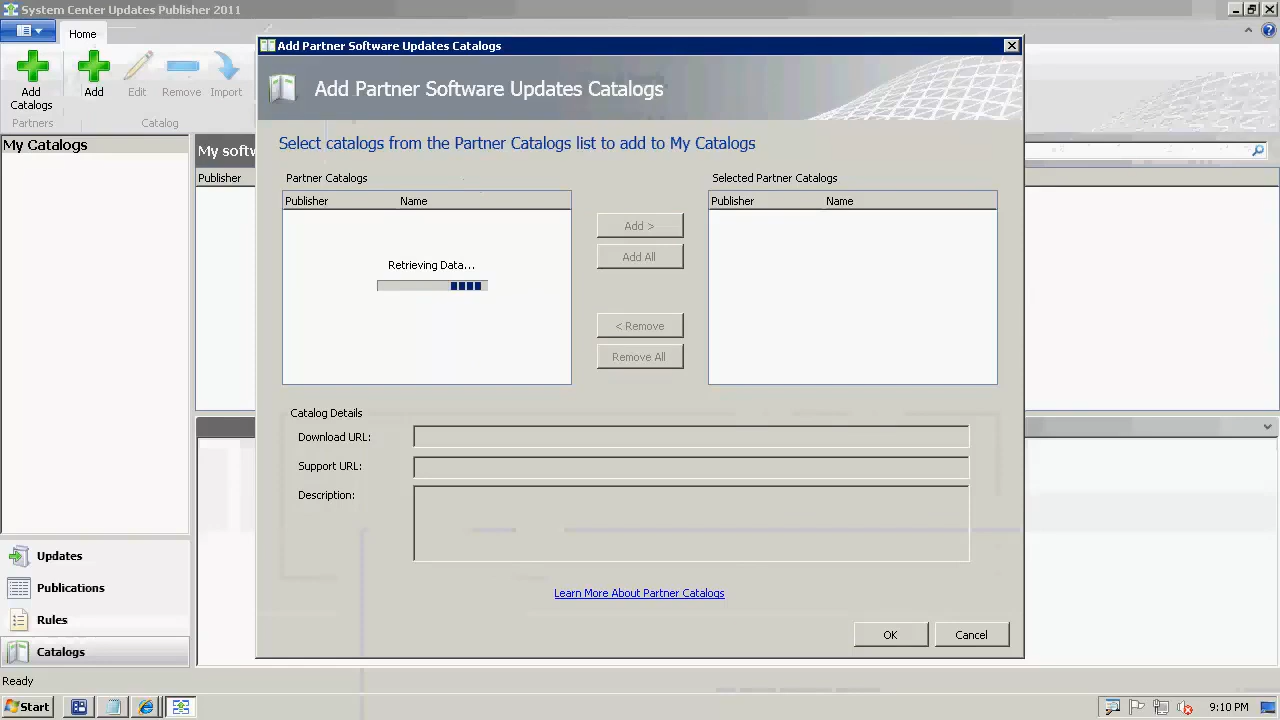 System Center Updates Publisher 2011
Home
Add Catalogs
Add
Edit
Remove
Import
Partners
Catalog
My Catalogs
My softw
Publisher
Add Partner Software Updates Catalogs
Add Partner Software Updates Catalogs
Select catalogs from the Partner Catalogs list to add to My Catalogs
Partner Catalogs
Selected Partner Catalogs
Publisher Name
Publisher Name
Retrieving Data...
Add >
Add All
< Remove
Remove All
Catalog Details
Download URL:
Support URL:
Description:
Learn More About Partner Catalogs
OK
Cancel
Updates
Publications
Rules
Catalogs
Ready
Start
9:10 PM